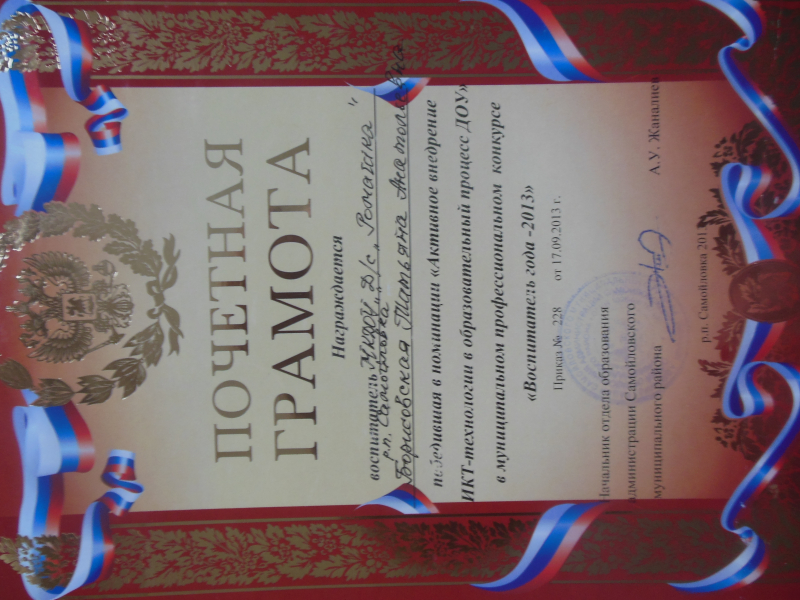 ПОЧЕТНАЯ
ГРАМОТА
Награждается
воспитатель МКДОУ Д/с „Ромашка"
р.п. Самойловка
Борисовская Татьяна Анатольевна
победившая в номинации «Активное внедрение
ИКТ-технологии в образовательный процесс ДОУ»
в муниципальном профессиональном конкурсе
«Воспитатель года -2013»
Приказ № 228 от 17.09.2013 г.
Начальник отдела образования
администрации Самойловского
муниципального района А.У. Жаналиев
р.п. Самойловка